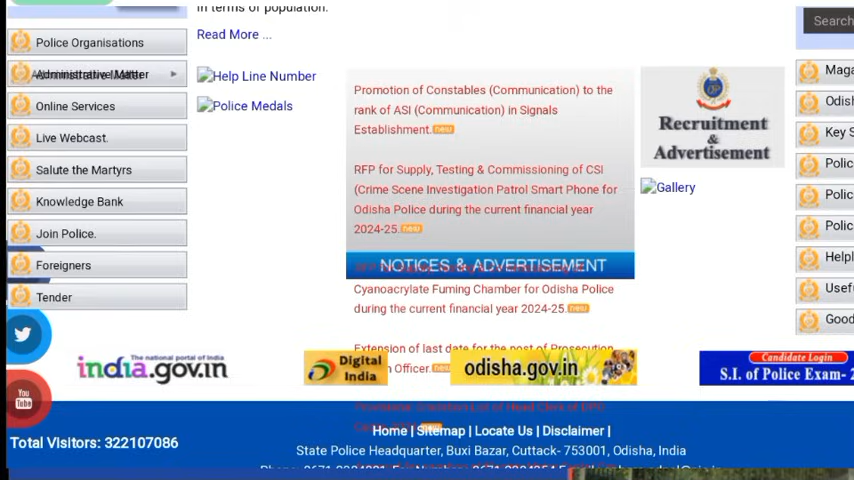 in terms of population.
Read More ...
Police Organisations
Administrative Matter
Online Services
Live Webcast.
Salute the Martyrs
Knowledge Bank
Join Police.
Foreigners
Tender
Help Line Number
Police Medals
Promotion of Constables (Communication) to the
rank of ASI (Communication) in Signals
Establishment. new
RFP for Supply, Testing & Commissioning of CSI
(Crime Scene Investigation Patrol Smart Phone for
Odisha Police during the current financial year
2024-25. new
NOTICES & ADVERTISEMENT
Cyanoacrylate Fuming Chamber for Odisha Police
during the current financial year 2024-25. new
Extension of last date for the post of Prosecution
Officer. new
Recruitment
&
Advertisement
Gallery
Search
Maga
Odish
Key S
Polic
Polic
Polic
Helpl
Usefu
Good
The national portal of India
india.gov.in
Digital
India
odisha.gov.in
Candidate Login
S.I. of Police Exam- 2
You
Tube
Total Visitors: 322107086
Home | Sitemap | Locate Us | Disclaimer |
State Police Headquarter, Buxi Bazar, Cuttack- 753001, Odisha, India